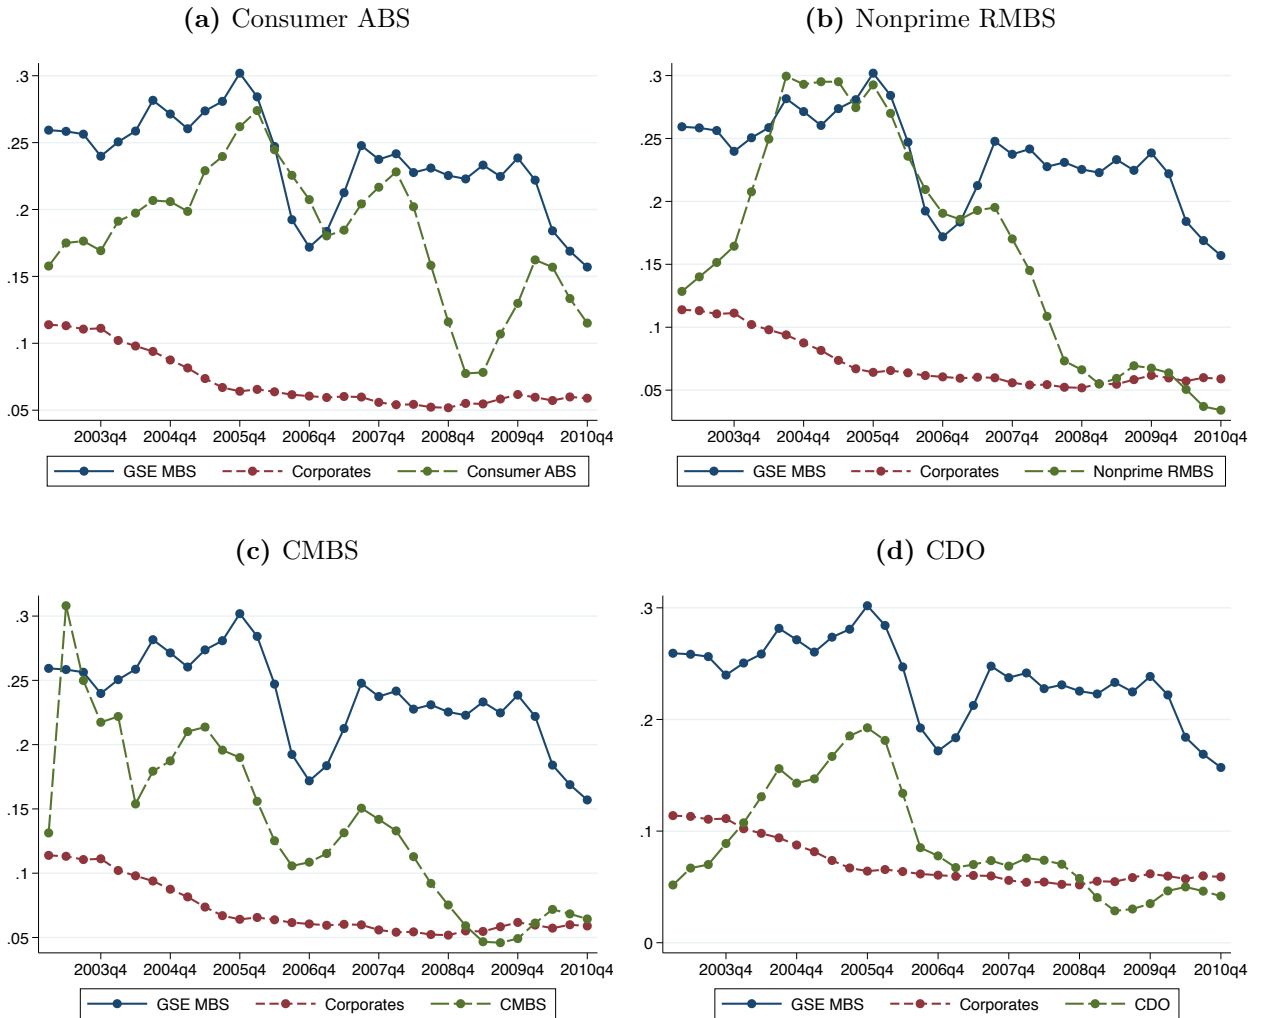 (a) Consumer ABS
.3
.25
.2
.15
.1
.05
2003q4 2004q4 2005q4 2006q4 2007q4 2008q4 2009q4 2010q4
GSE MBS Corporates Consumer ABS
(b) Nonprime RMBS
.3
.25
.2
.15
.1
.05
2003q4 2004q4 2005q4 2006q4 2007q4 2008q4 2009q4 2010q4
GSE MBS Corporates Nonprime RMBS
(c) CMBS
.3
.25
.2
.15
.1
.05
2003q4 2004q4 2005q4 2006q4 2007q4 2008q4 2009q4 2010q4
GSE MBS Corporates CMBS
(d) CDO
.3
.2
.1
0
2003q4 2004q4 2005q4 2006q4 2007q4 2008q4 2009q4 2010q4
GSE MBS Corporates CDO